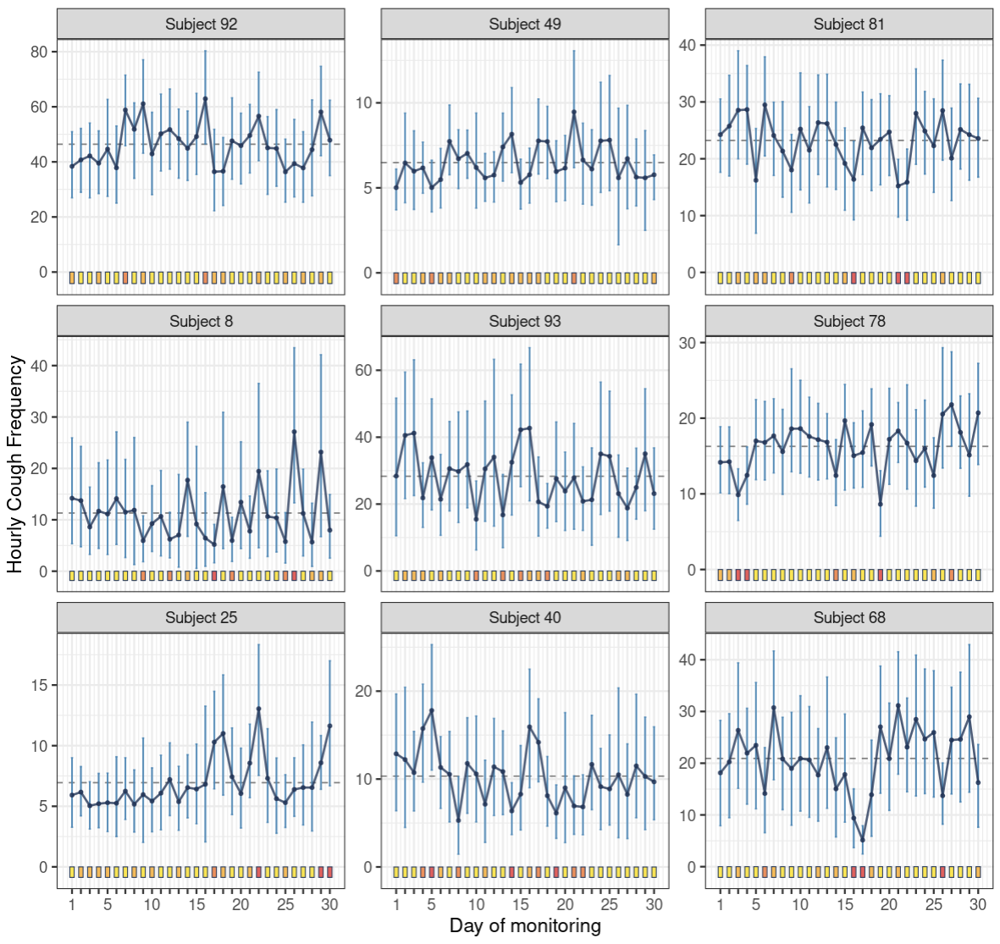 Subject 92
Subject 49
Subject 81
80
60
40
20
0
10
5
0
40
30
20
10
0
Subject 8
Subject 93
Subject 78
40
30
20
10
0
60
40
20
0
30
20
10
0
Subject 25
Subject 40
Subject 68
15
10
5
0
20
10
0
40
30
20
10
0
1 5 10 15 20 25 30
1 5 10 15 20 25 30
1 5 10 15 20 25 30
Hourly Cough Frequency
Day of monitoring